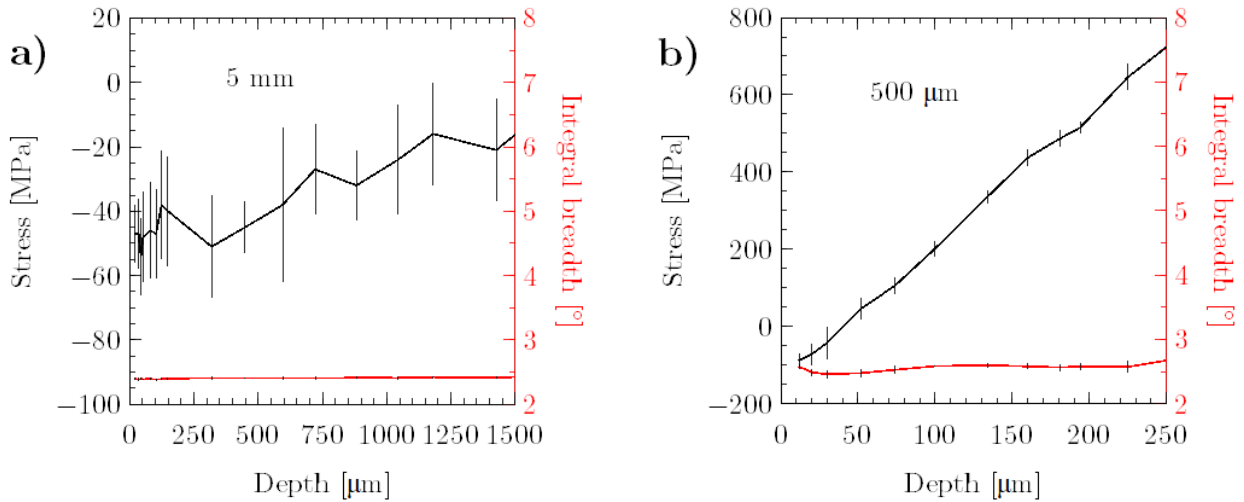 a)
5 mm
Stress [MPa]
20
0
−20
−40
−60
−80
−100
Integral breadth [°]
8
7
6
5
4
3
2
0 250 500 750 1000 1250 1500
Depth [μm]
b)
500 μm
Stress [MPa]
800
600
400
200
0
−200
Integral breadth [°]
8
7
6
5
4
3
2
0 50 100 150 200 250
Depth [μm]